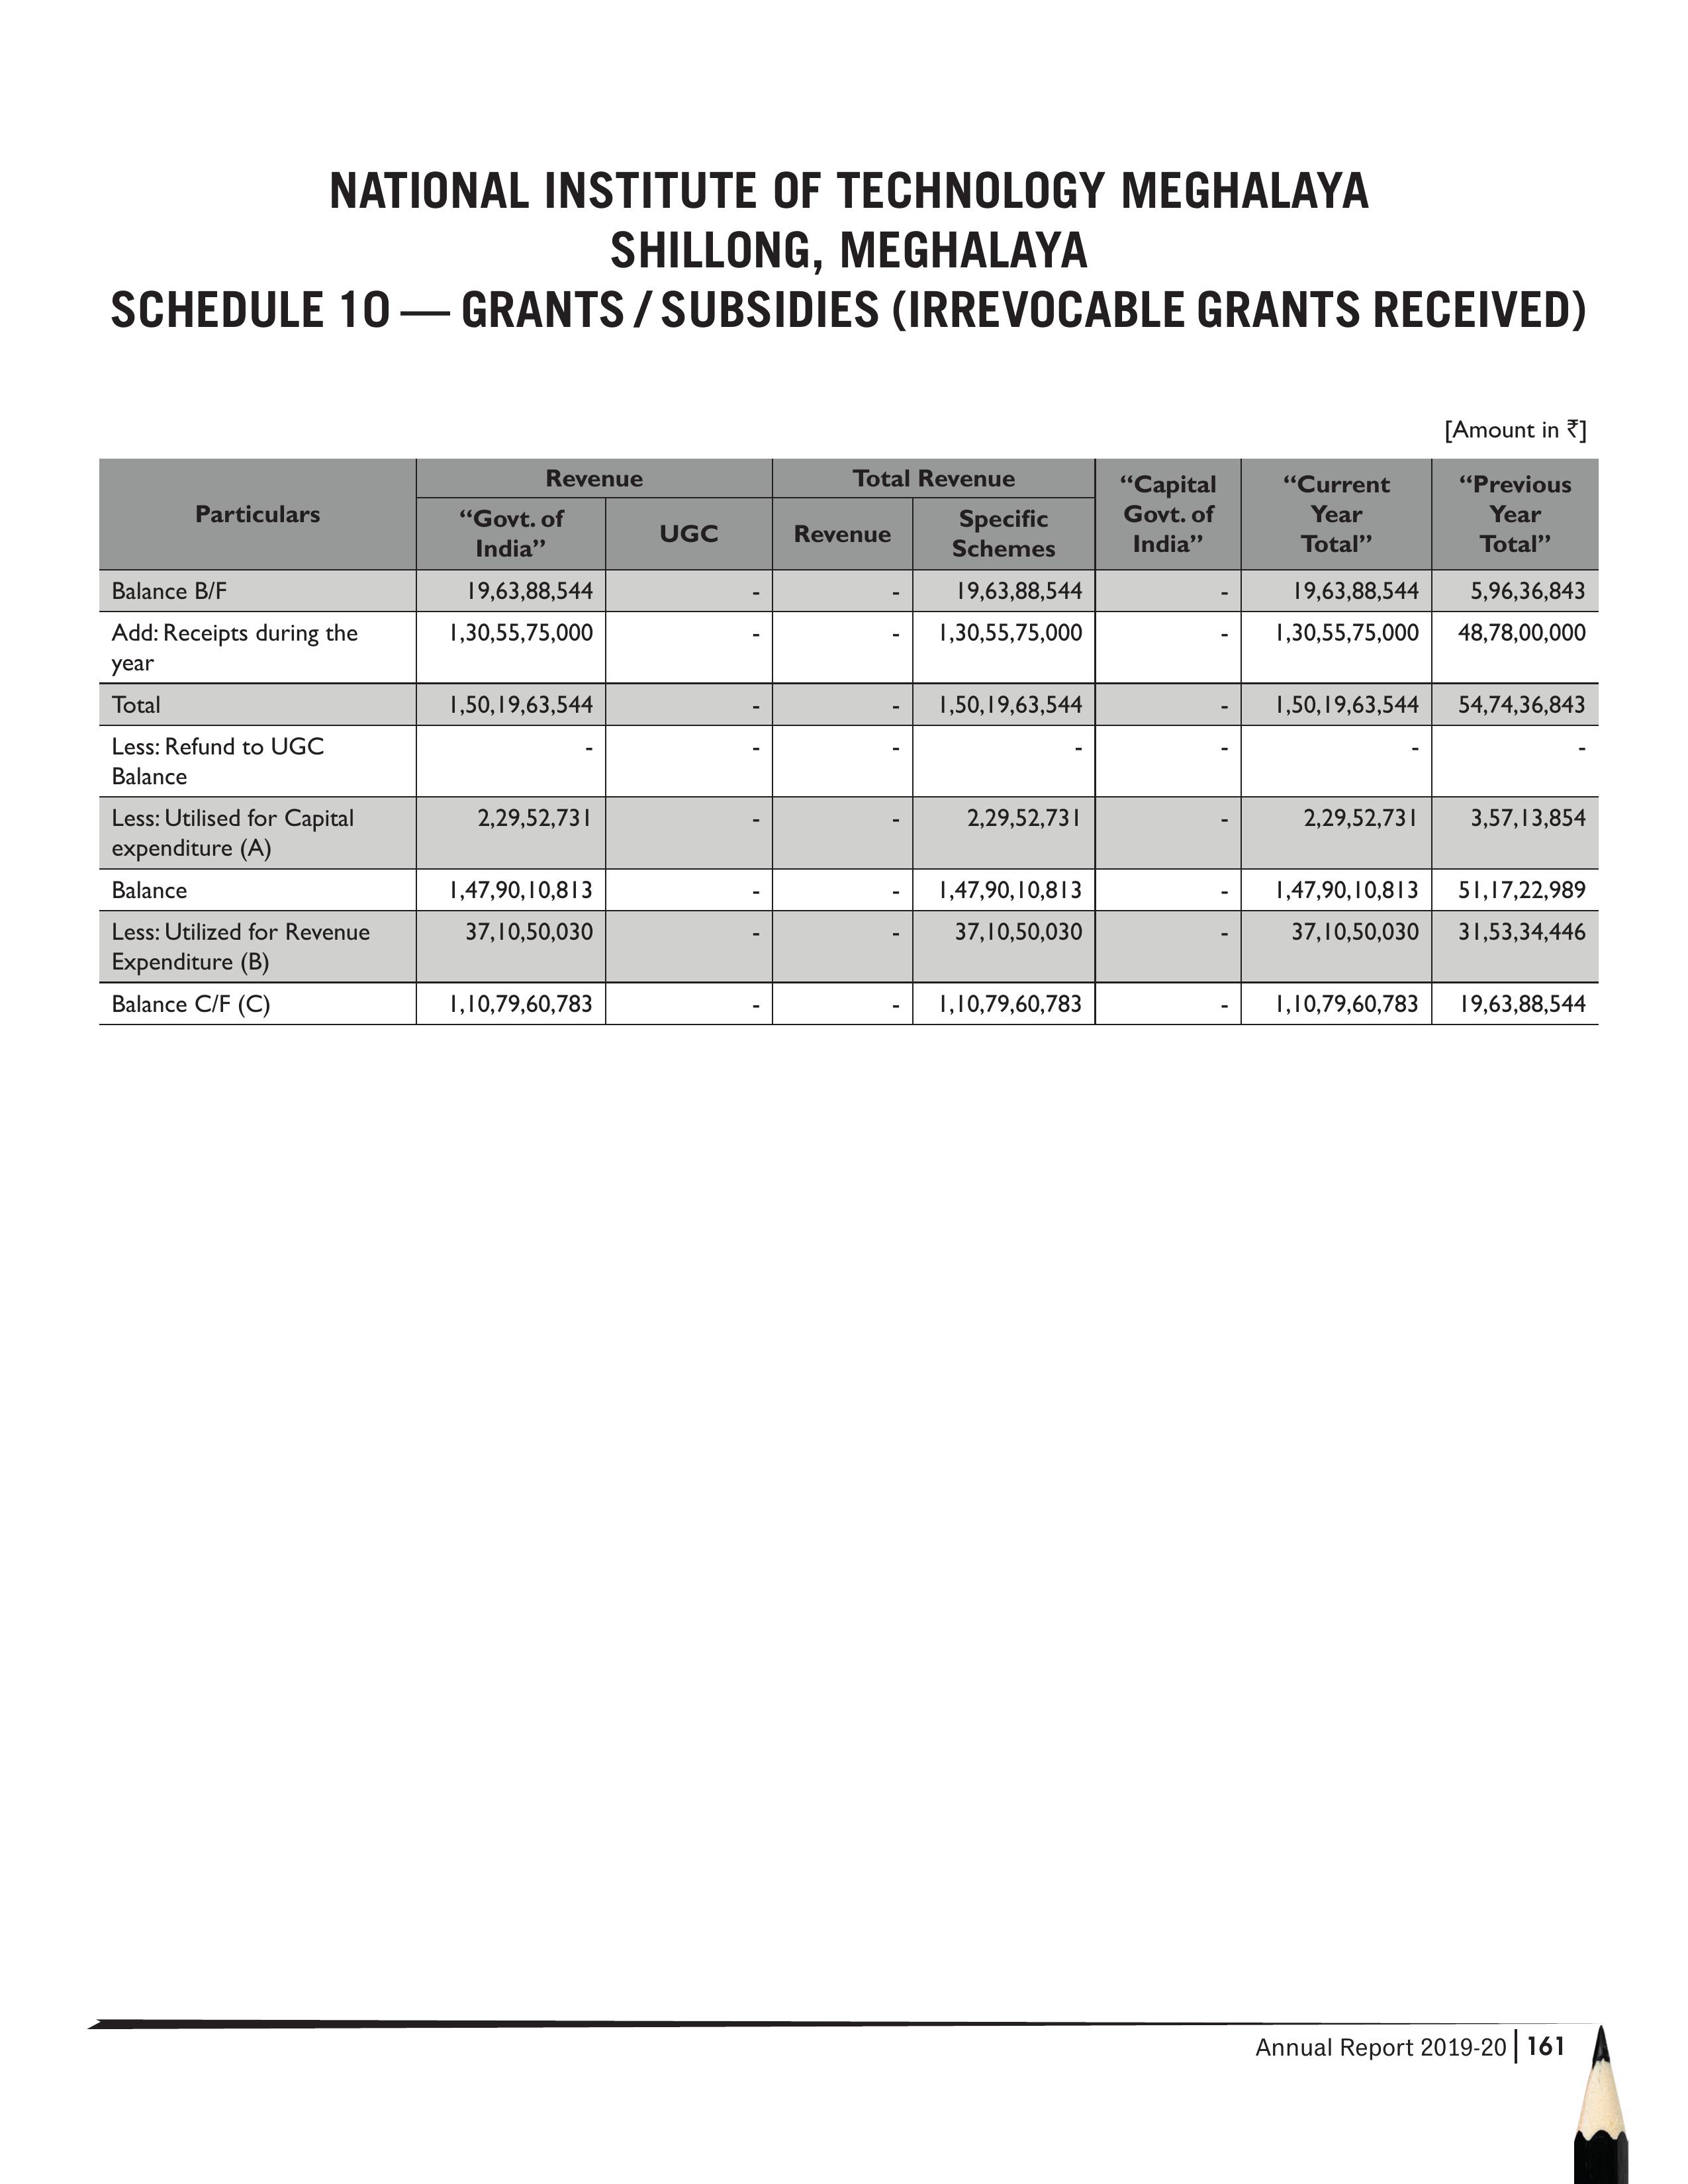 NATIONAL INSTITUTE OF TECHNOLOGY MEGHALAYA
SHILLONG, MEGHALAYA
SCHEDULE 10 — GRANTS / SUBSIDIES (IRREVOCABLE GRANTS RECEIVED)
[Amount in ₹]
Particulars Revenue Total Revenue “Capital Govt. of India” “Current Year Total” “Previous Year Total”
“Govt. of India” UGC Revenue Specific Schemes
Balance B/F 19,63,88,544 - - 19,63,88,544 - 19,63,88,544 5,96,36,843
Add: Receipts during the year 1,30,55,75,000 - - 1,30,55,75,000 - 1,30,55,75,000 48,78,00,000
Total 1,50,19,63,544 - - 1,50,19,63,544 - 1,50,19,63,544 54,74,36,843
Less: Refund to UGC Balance - - - - - - -
Less: Utilised for Capital expenditure (A) 2,29,52,731 - - 2,29,52,731 - 2,29,52,731 3,57,13,854
Balance 1,47,90,10,813 - - 1,47,90,10,813 - 1,47,90,10,813 51,17,22,989
Less: Utilized for Revenue Expenditure (B) 37,10,50,030 - - 37,10,50,030 - 37,10,50,030 31,53,34,446
Balance C/F (C) 1,10,79,60,783 - - 1,10,79,60,783 - 1,10,79,60,783 19,63,88,544
Annual Report 2019-20 | 161